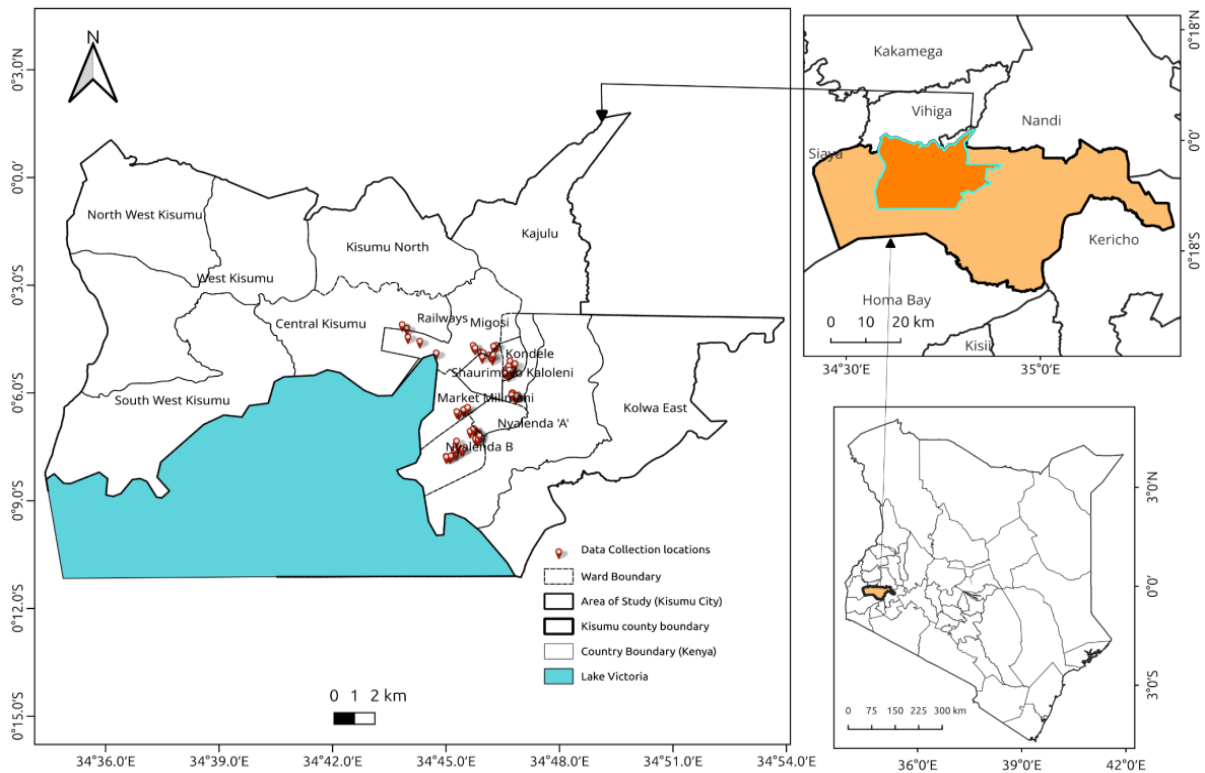 N
0°3.0'N
0°0.0'
0°3.0'S
0°6.0'S
0°9.0'S
0°12.0'S
0°15.0'S
North West Kisumu
Kisumu North
Kajulu
West Kisumu
Central Kisumu
Railways
Migosi
Kondele
Shaurimoyo Kaloleni
South West Kisumu
Market Milimani
Kolwa East
Nyalenda 'A'
Nyalenda B
Data Collection locations
Ward Boundary
Area of Study (Kisumu City)
Kisumu county boundary
Country Boundary (Kenya)
Lake Victoria
0 1 2 km
34°36.0'E 34°39.0'E 34°42.0'E 34°45.0'E 34°48.0'E 34°51.0'E 34°54.0'E
Kakamega
Vihiga
Nandi
Siaya
Kericho
Homa Bay
0 10 20 km
Kisii
0°18'N
0°0'
0°18'S
34°30'E 35°0'E
3°0'N
0°0'
3°0'S
0 75 150 225 300 km
36°0'E 39°0'E 42°0'E